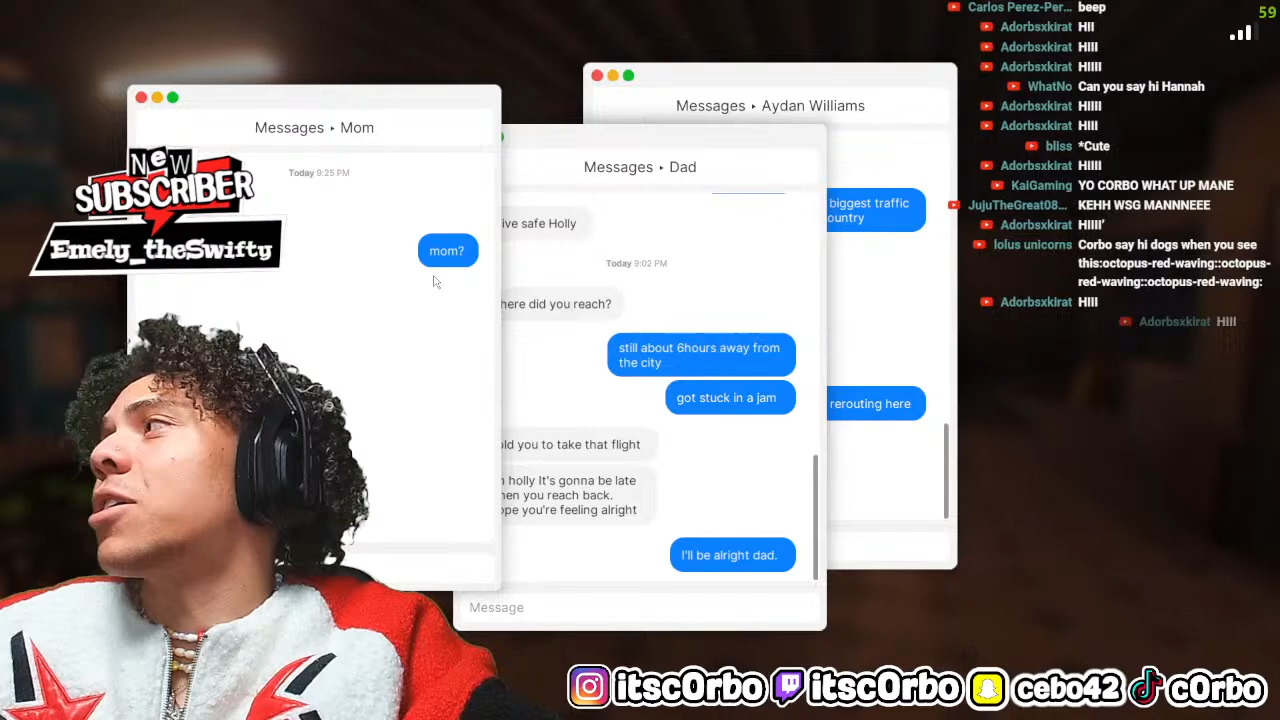 59
Carlos Perez-Per... beep
Adorbsxkirat HII
Adorbsxkirat HIII
Adorbsxkirat HIIII
WhatNo Can you say hi Hannah
Adorbsxkirat HIIII
Adorbsxkirat HIII
bliss *Cute
Adorbsxkirat HIIII
KaiGaming YO CORBO WHAT UP MANE
JujuTheGreat08... KEHH WSG MANNNEEE
Adorbsxkirat HIIII'
lolus unicorns Corbo say hi dogs when you see
this:octopus-red-waving::octopus-
red-waving::octopus-red-waving:
Adorbsxkirat HIII
Adorbsxkirat HIII
Messages ▸ Mom
Today 9:25 PM
mom?
NEW
SUBSCRIBER
Emely_theSwifty
Messages ▸ Dad
ive safe Holly
Today 9:02 PM
here did you reach?
still about 6hours away from
the city
got stuck in a jam
old you to take that flight
h holly It's gonna be late
hen you reach back.
ope you're feeling alright
I'll be alright dad.
Message
Messages ▸ Aydan Williams
biggest traffic
ountry
rerouting here
itsc0rbo
itsc0rbo
cebo42
c0rbo